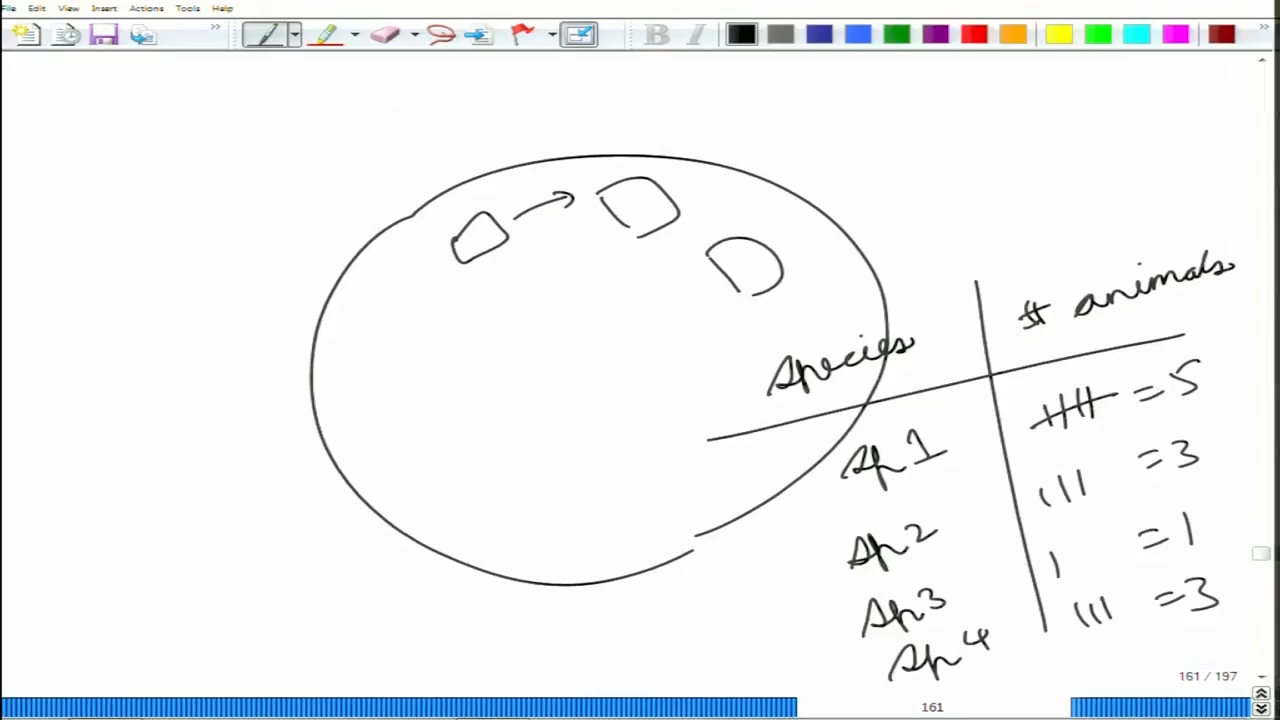 File Edit View Insert Actions Tools Help
B I
Species # animals
Sp 1 = 5
Sp 2 = 3
Sp 3 = 1
Sp 4 = 3
161 / 197
161